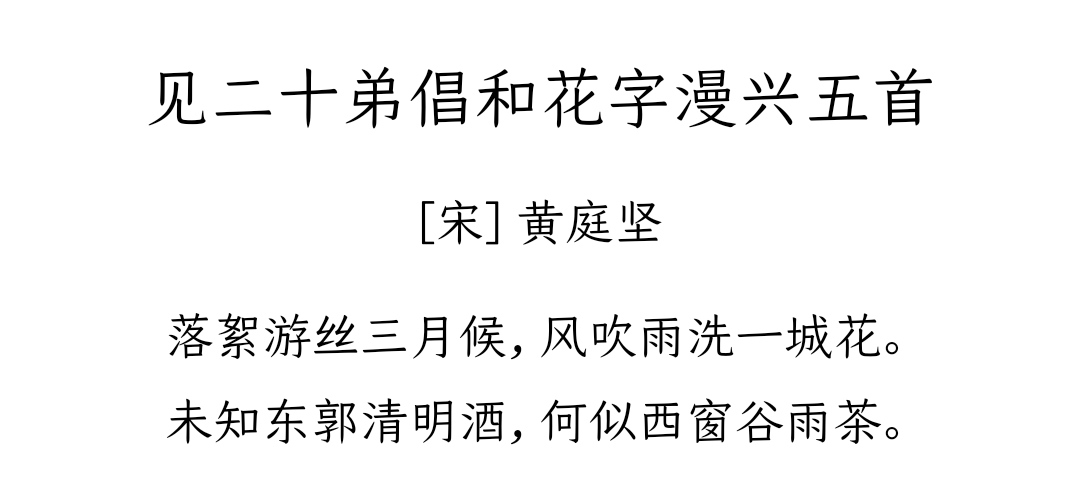 见二十弟倡和花字漫兴五首
[宋] 黄庭坚
落絮游丝三月候，风吹雨洗一城花。
未知东郭清明酒，何似西窗谷雨茶。